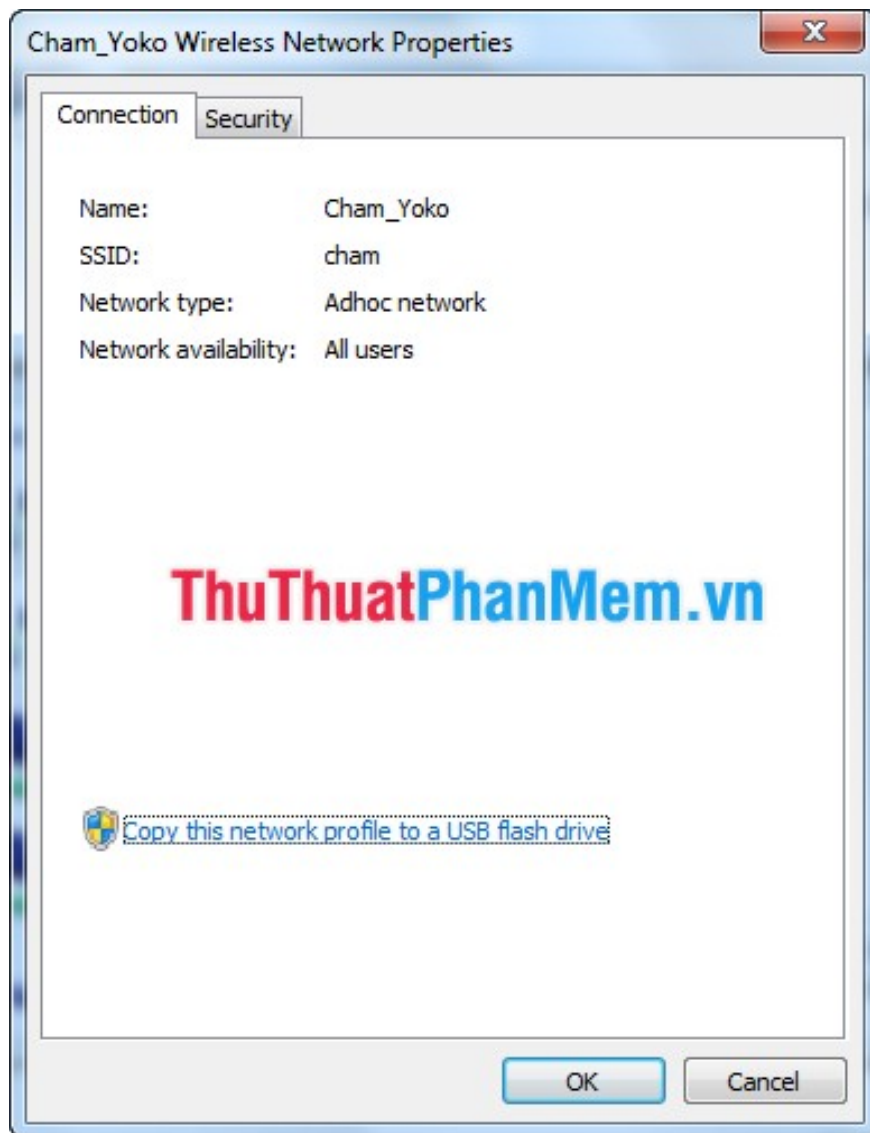 Cham_Yoko Wireless Network Properties
Connection
Security
Name: Cham_Yoko
SSID: cham
Network type: Adhoc network
Network availability: All users
ThuThuatPhanMem.vn
Copy this network profile to a USB flash drive
OK
Cancel